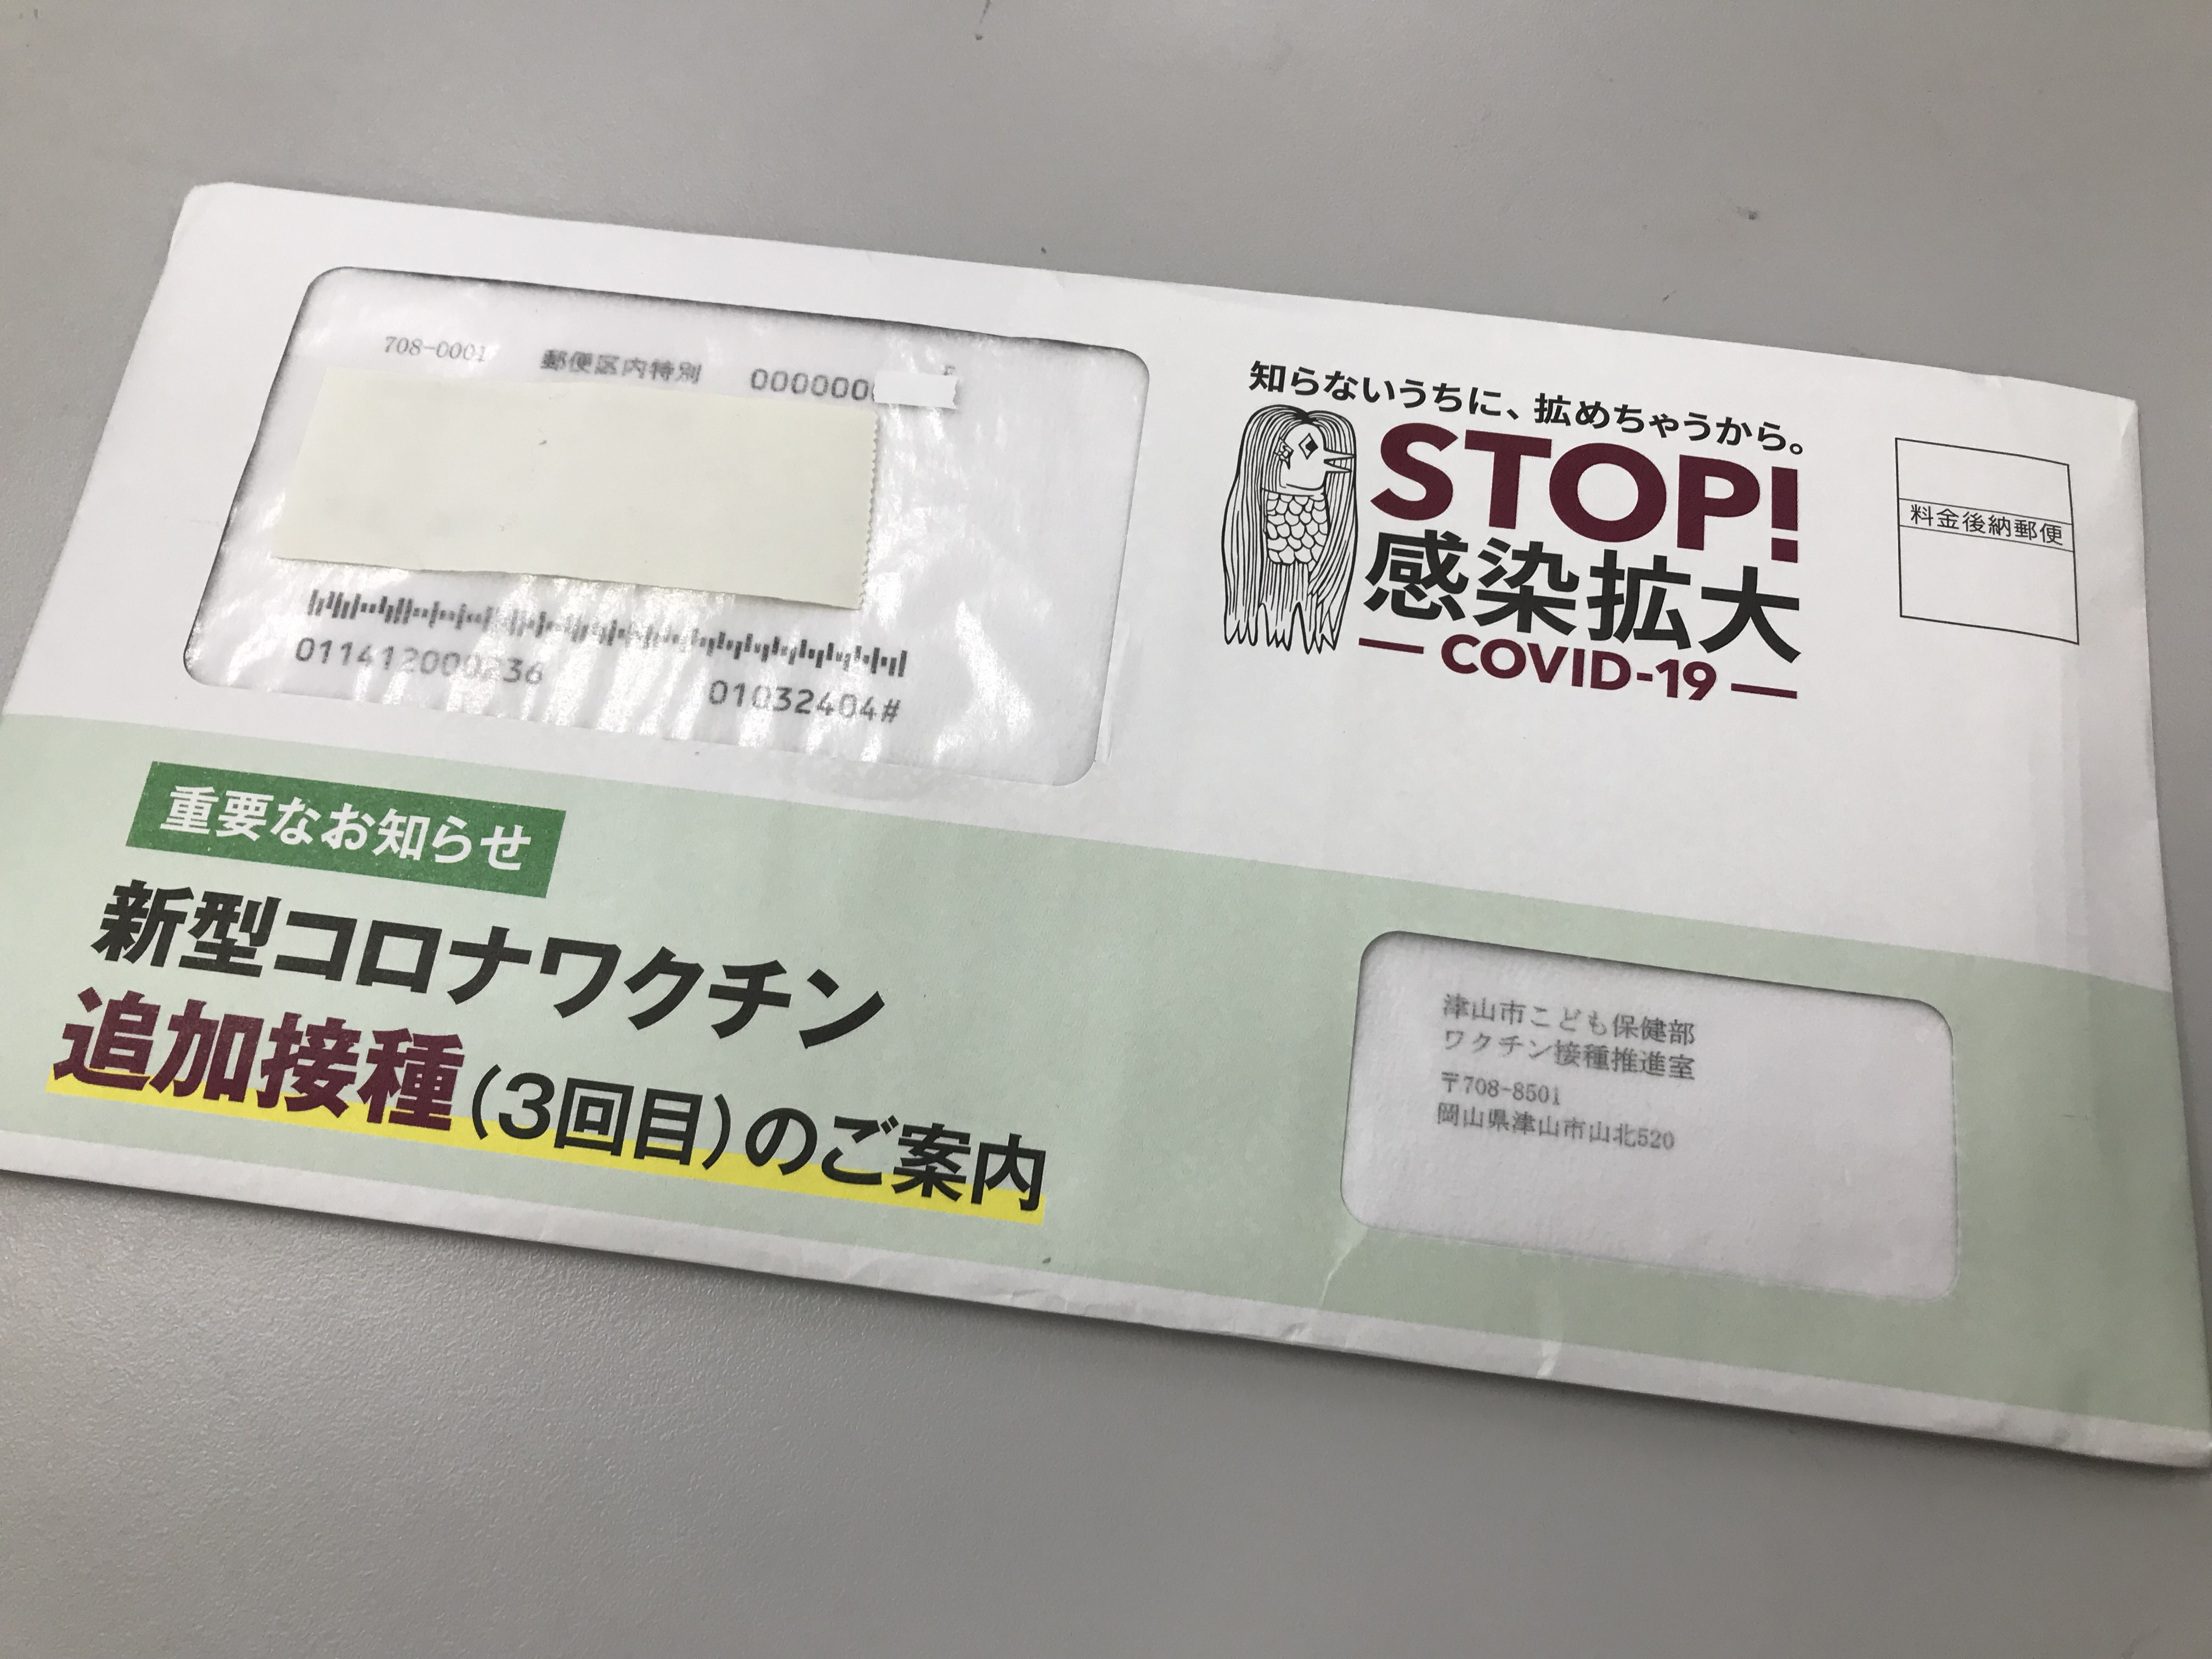 708-0001 郵便区内特別 000000
011412000236 01032404#
知らないうちに、拡めちゃうから。
STOP!
感染拡大
COVID-19
料金後納郵便
重要なお知らせ
新型コロナワクチン
追加接種(3回目)のご案内
津山市こども保健部
ワクチン接種推進室
〒708-8501
岡山県津山市山北520